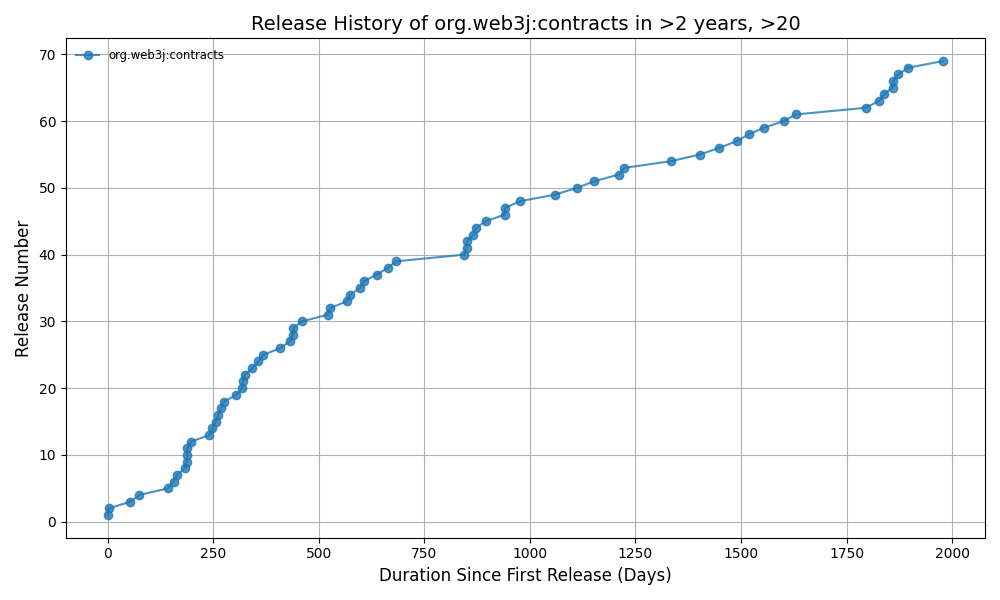 Release History of org.web3j:contracts in >2 years, >20
org.web3j:contracts
Release Number
70
60
50
40
30
20
10
0
0 250 500 750 1000 1250 1500 1750 2000
Duration Since First Release (Days)